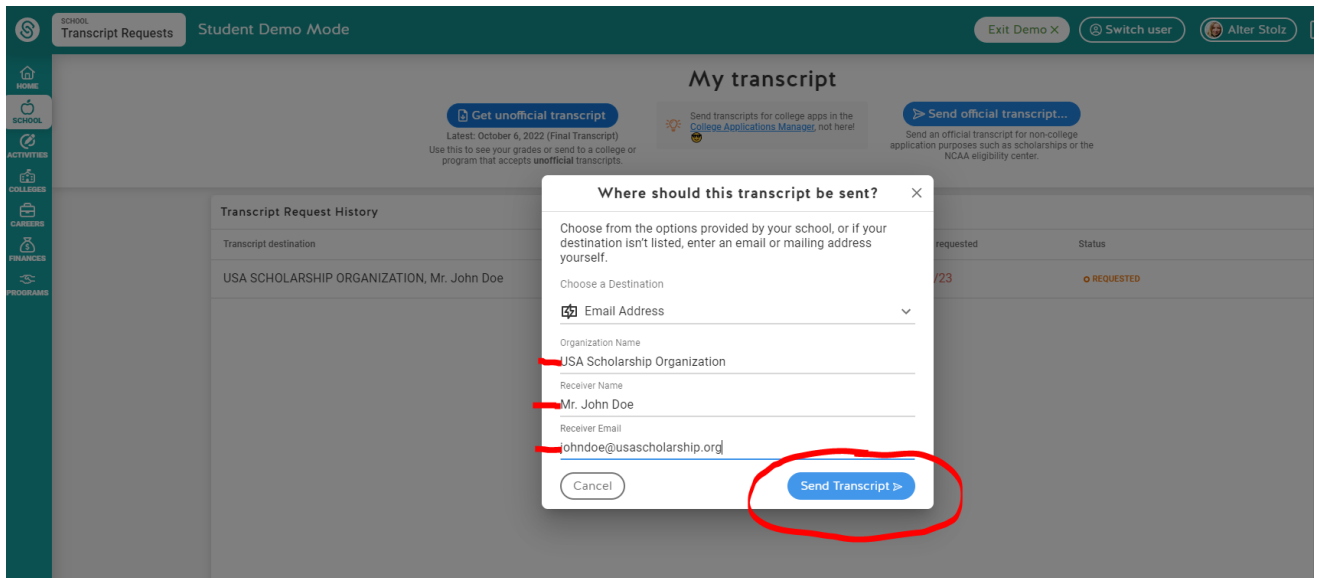 SCHOOL
Transcript Requests
Student Demo Mode
Exit Demo ×
Switch user
Alter Stolz
HOME
SCHOOL
ACTIVITIES
COLLEGES
CAREERS
FINANCES
PROGRAMS
My transcript
Get unofficial transcript
Latest: October 6, 2022 (Final Transcript)
Use this to see your grades or send to a college or
program that accepts unofficial transcripts.
Send transcripts for college apps in the
College Applications Manager, not here!
Send official transcript...
Send an official transcript for non-college
application purposes such as scholarships or the
NCAA eligibility center.
Transcript Request History
Transcript destination
requested
Status
USA SCHOLARSHIP ORGANIZATION, Mr. John Doe
/23
REQUESTED
Where should this transcript be sent?
Choose from the options provided by your school, or if your
destination isn't listed, enter an email or mailing address
yourself.
Choose a Destination
Email Address
Organization Name
USA Scholarship Organization
Receiver Name
Mr. John Doe
Receiver Email
johndoe@usascholarship.org
Cancel
Send Transcript